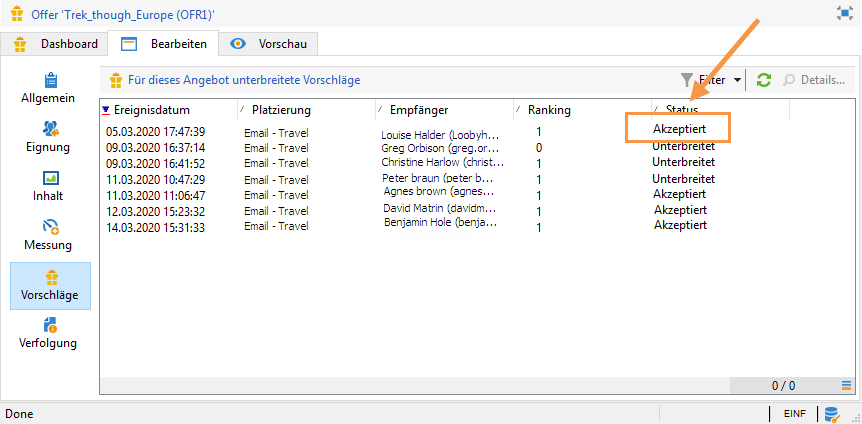 Offer 'Trek_though_Europe (OFR1)'
Dashboard Bearbeiten Vorschau
Allgemein
Eignung
Inhalt
Messung
Vorschläge
Verfolgung
Für dieses Angebot unterbreitete Vorschläge Filter Details...
Ereignisdatum Platzierung Empfänger Ranking Status
05.03.2020 17:47:39 Email - Travel Louise Halder (Loobyh... 1 Akzeptiert
09.03.2020 16:37:14 Email - Travel Greg Orbison (greg.or... 0 Unterbreitet
09.03.2020 16:41:52 Email - Travel Christine Harlow (christ... 1 Unterbreitet
11.03.2020 10:47:29 Email - Travel Peter braun (peter b... 1 Unterbreitet
11.03.2020 11:06:47 Email - Travel Agnes brown (agnes... 1 Akzeptiert
12.03.2020 15:23:32 Email - Travel David Matrin (davidm... 1 Akzeptiert
14.03.2020 15:31:33 Email - Travel Benjamin Hole (benja... 1 Akzeptiert
0 / 0
Done EINF